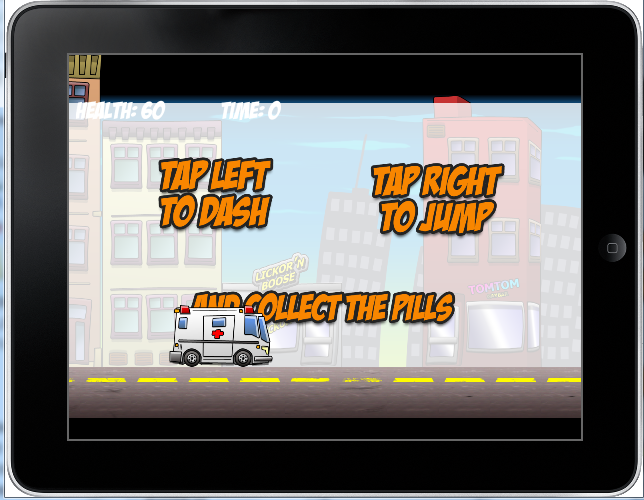 HEALTH: 60 TIME: 0
TAP LEFT
TO DASH
TAP RIGHT
TO JUMP
LICKOR'N
BOOSE
TOMTOM
AND COLLECT THE PILLS